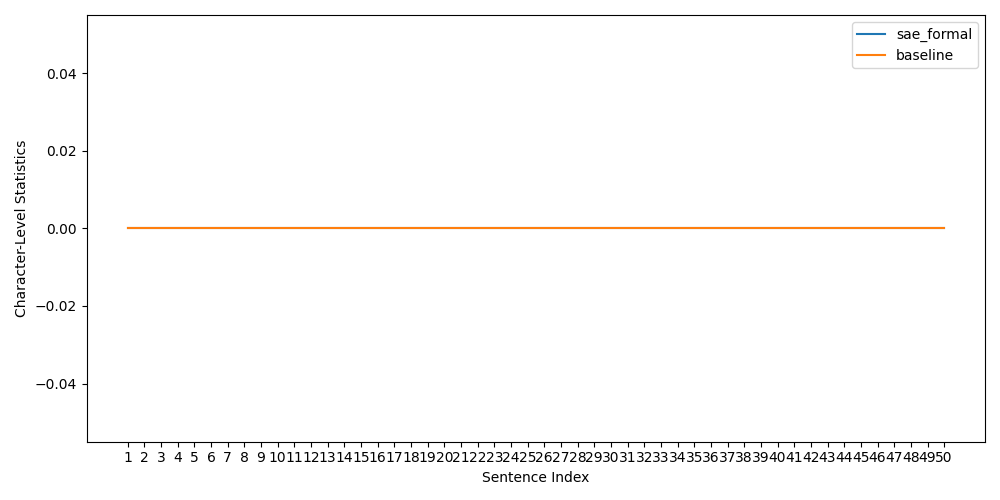 sae_formal
baseline
Character-Level Statistics
0.04
0.02
0.00
−0.02
−0.04
1 2 3 4 5 6 7 8 9 10 11 12 13 14 15 16 17 18 19 20 21 22 23 24 25 26 27 28 29 30 31 32 33 34 35 36 37 38 39 40 41 42 43 44 45 46 47 48 49 50
Sentence Index